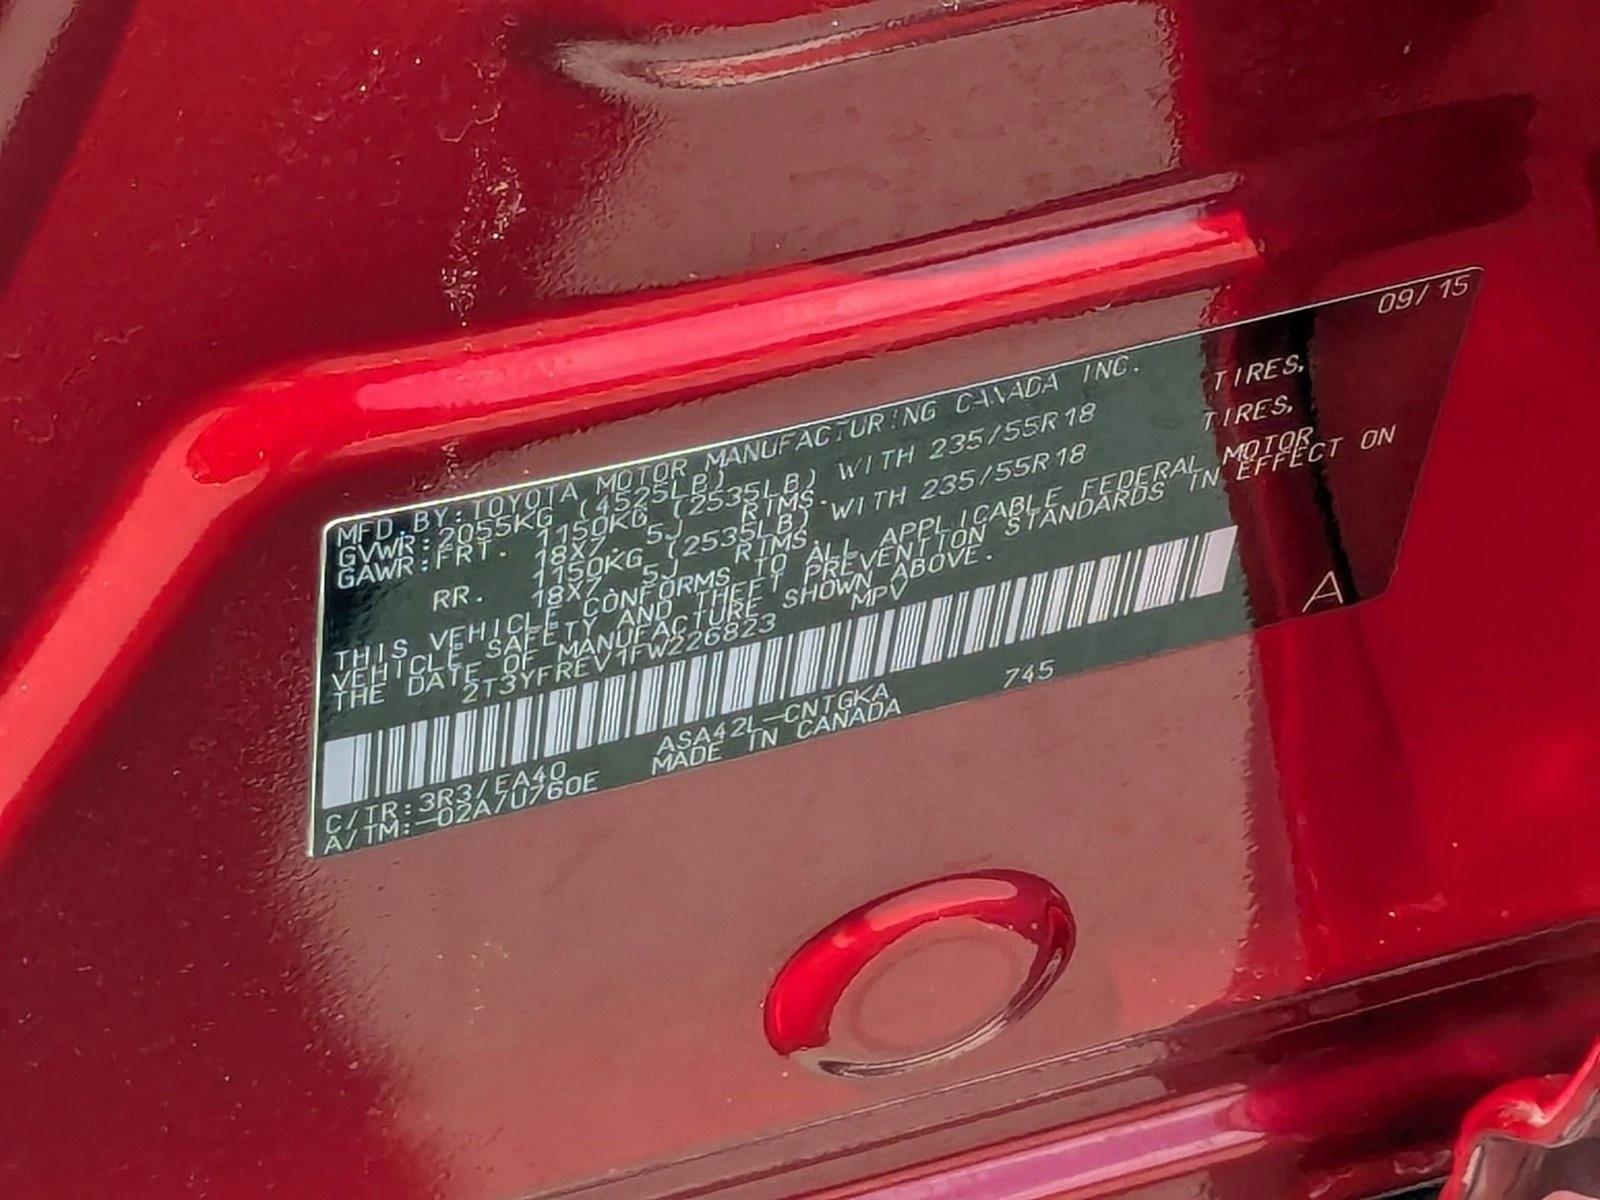 MFD. BY: TOYOTA MOTOR MANUFACTURING CANADA INC. 09/15
GVWR: 2055KG (4525LB)
GAWR: FRT. 1150KG (2535LB) WITH 235/55R18 TIRES,
18X7.5J RIMS.
RR. 1150KG (2535LB) WITH 235/55R18 TIRES,
18X7.5J RIMS.
THIS VEHICLE CONFORMS TO ALL APPLICABLE FEDERAL MOTOR
VEHICLE SAFETY AND THEFT PREVENTION STANDARDS IN EFFECT ON
THE DATE OF MANUFACTURE SHOWN ABOVE.
2T3YFREV1FW226823 MPV
A
C/TR: 3R3/EA40 ASA42L-CNTGKA 745
A/TM: -02A/U760E MADE IN CANADA